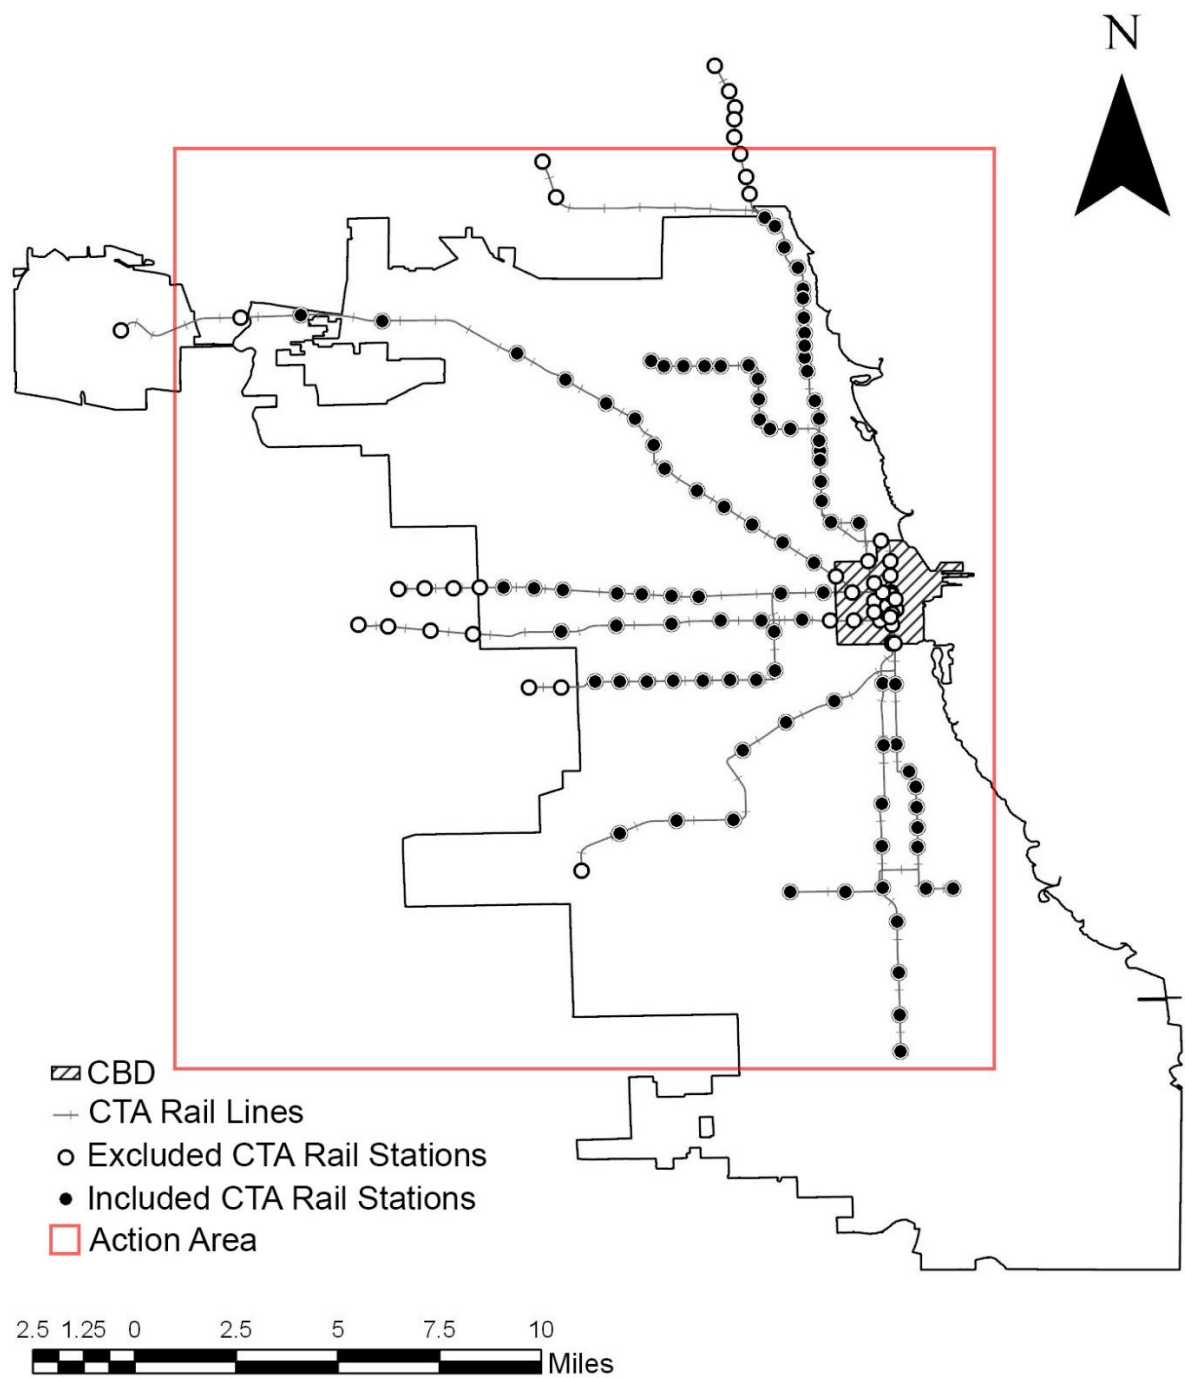 N
CBD
CTA Rail Lines
Excluded CTA Rail Stations
Included CTA Rail Stations
Action Area
2.5 1.25 0 2.5 5 7.5 10
Miles